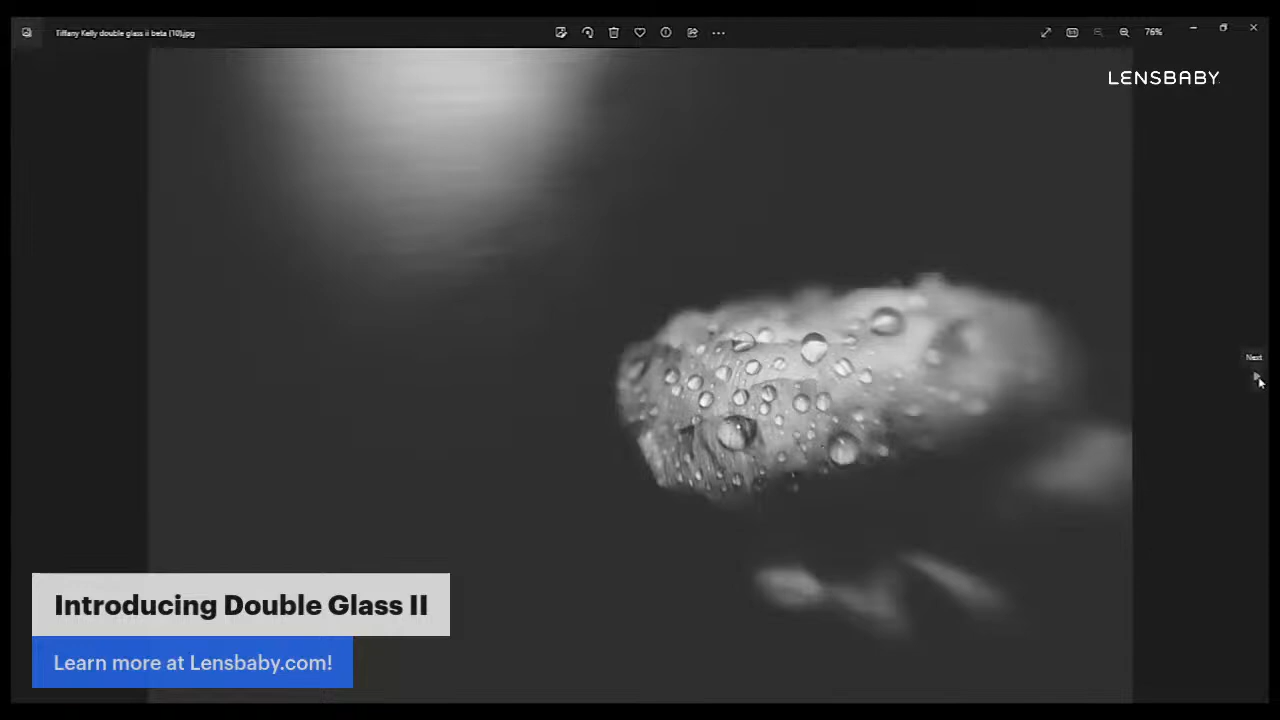 Tiffany Kelly double glass ii beta (10).jpg
76%
LENSBABY
Next
Introducing Double Glass II
Learn more at Lensbaby.com!